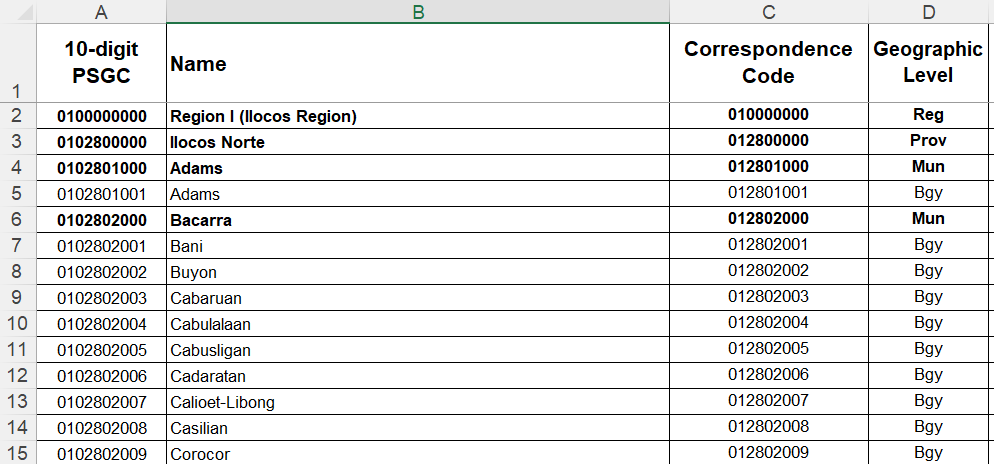 A B C D
1 10-digit PSGC Name Correspondence Code Geographic Level
2 0100000000 Region I (Ilocos Region) 010000000 Reg
3 0102800000 Ilocos Norte 012800000 Prov
4 0102801000 Adams 012801000 Mun
5 0102801001 Adams 012801001 Bgy
6 0102802000 Bacarra 012802000 Mun
7 0102802001 Bani 012802001 Bgy
8 0102802002 Buyon 012802002 Bgy
9 0102802003 Cabaruan 012802003 Bgy
10 0102802004 Cabulalaan 012802004 Bgy
11 0102802005 Cabusligan 012802005 Bgy
12 0102802006 Cadaratan 012802006 Bgy
13 0102802007 Calioet-Libong 012802007 Bgy
14 0102802008 Casilian 012802008 Bgy
15 0102802009 Corocor 012802009 Bgy